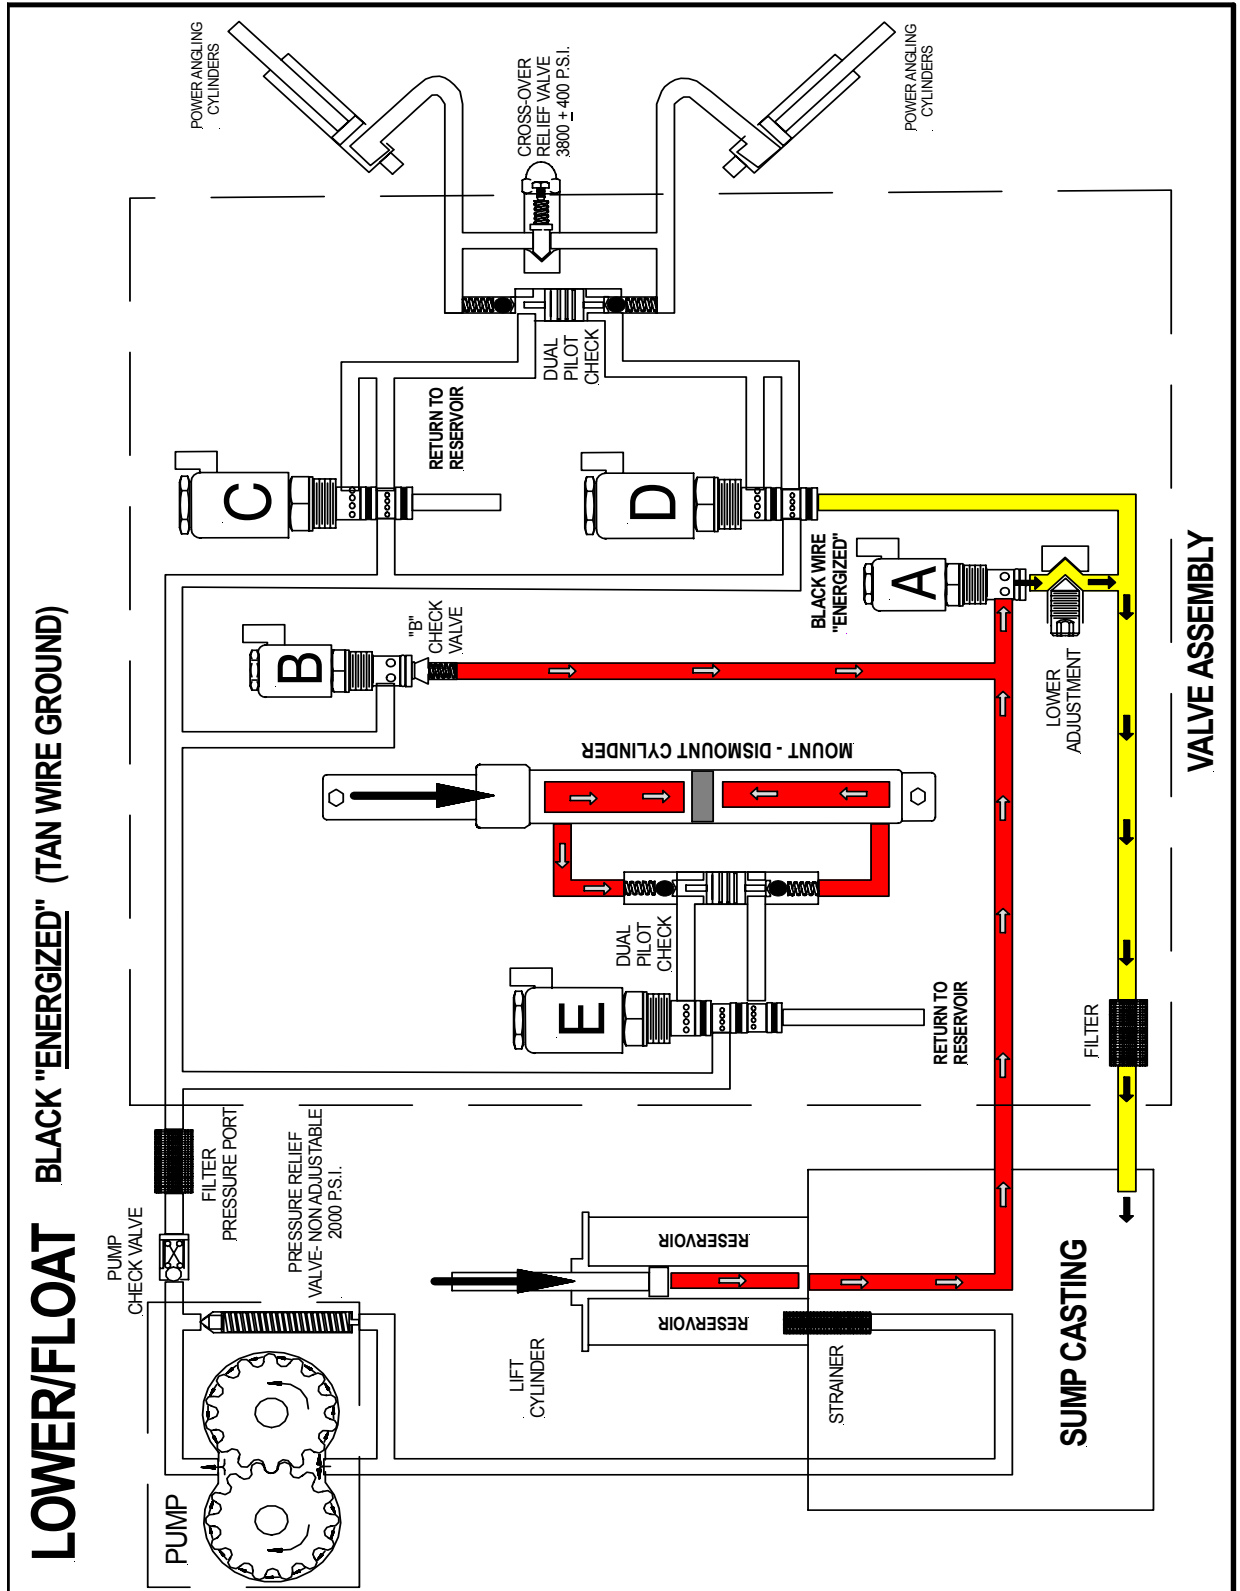 LOWER/FLOAT BLACK "ENERGIZED" (TAN WIRE GROUND)
PUMP
CHECK VALVE
FILTER
PRESSURE PORT
PRESSURE RELIEF
VALVE- NON ADJUSTABLE
2000 P.S.I.
PUMP
LIFT
CYLINDER
RESERVOIR
RESERVOIR
STRAINER
SUMP CASTING
E
DUAL
PILOT
CHECK
RETURN TO
RESERVOIR
MOUNT - DISMOUNT CYLINDER
B
"B"
CHECK
VALVE
C
RETURN TO
RESERVOIR
D
BLACK WIRE
"ENERGIZED"
A
LOWER
ADJUSTMENT
FILTER
DUAL
PILOT
CHECK
CROSS-OVER
RELIEF VALVE
3800 ± 400 P.S.I.
POWER ANGLING
CYLINDERS
POWER ANGLING
CYLINDERS
VALVE ASSEMBLY